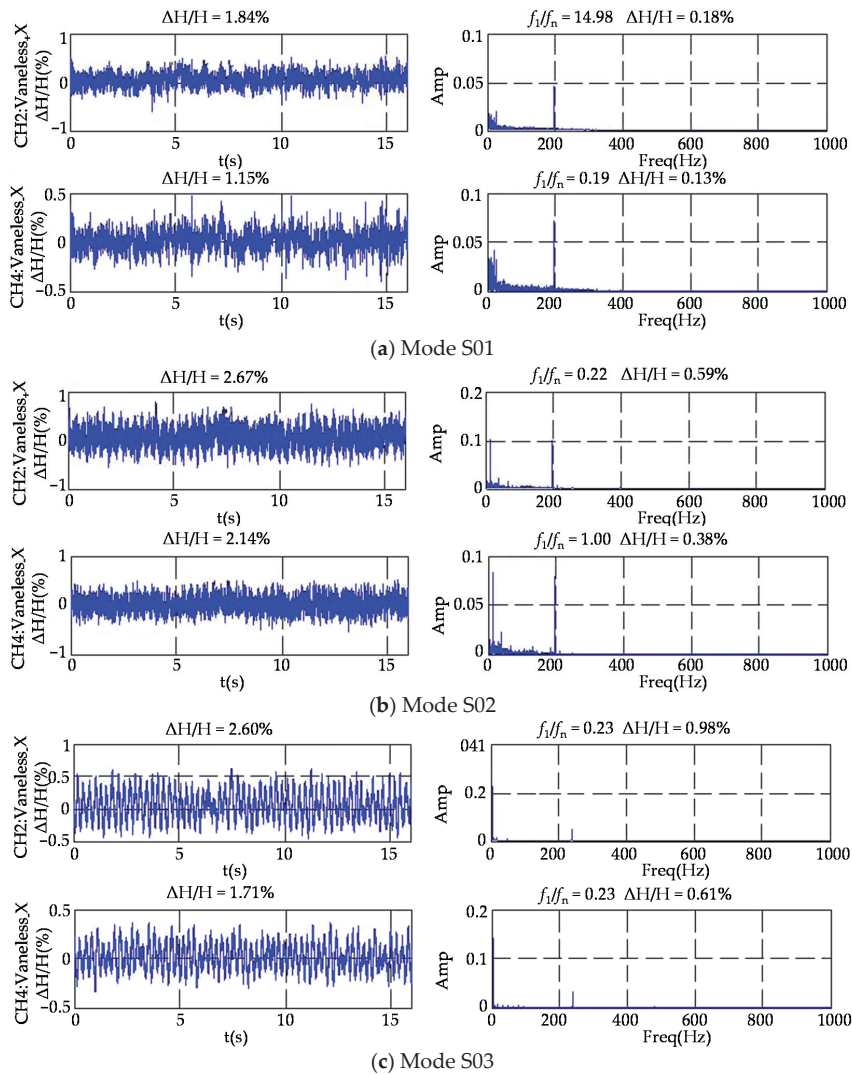 ΔH/H = 1.84%
CH2:Vaneless₊X
ΔH/H(%)
1
0
−1
5
10
15
t(s)
f₁/fₙ = 14.98 ΔH/H = 0.18%
Amp
0.1
0.05
0
0
200
400
600
800
1000
Freq(Hz)
ΔH/H = 1.15%
CH4:Vaneless₋X
ΔH/H(%)
0.5
0
−0.5
0
5
10
15
t(s)
f₁/fₙ = 0.19 ΔH/H = 0.13%
Amp
0.1
0.05
0
0
200
400
600
800
1000
Freq(Hz)
(a) Mode S01
ΔH/H = 2.67%
CH2:Vaneless₊X
ΔH/H(%)
1
0
−1
0
5
10
15
t(s)
f₁/fₙ = 0.22 ΔH/H = 0.59%
Amp
0.2
0.1
0
0
200
400
600
800
1000
Freq(Hz)
ΔH/H = 2.14%
CH4:Vaneless₋X
ΔH/H(%)
1
0
−1
0
5
10
15
t(s)
f₁/fₙ = 1.00 ΔH/H = 0.38%
Amp
0.1
0.05
0
0
200
400
600
800
1000
Freq(Hz)
(b) Mode S02
ΔH/H = 2.60%
CH2:Vaneless₋X
ΔH/H(%)
1
0.5
0
−0.5
0
5
10
15
t(s)
f₁/fₙ = 0.23 ΔH/H = 0.98%
Amp
041
0.2
0
0
200
400
600
800
1000
Freq(Hz)
ΔH/H = 1.71%
CH4:Vaneless₋X
ΔH/H(%)
0.5
0
−0.5
0
5
10
15
t(s)
f₁/fₙ = 0.23 ΔH/H = 0.61%
Amp
0.2
0.1
0
0
200
400
600
800
1000
Freq(Hz)
(c) Mode S03